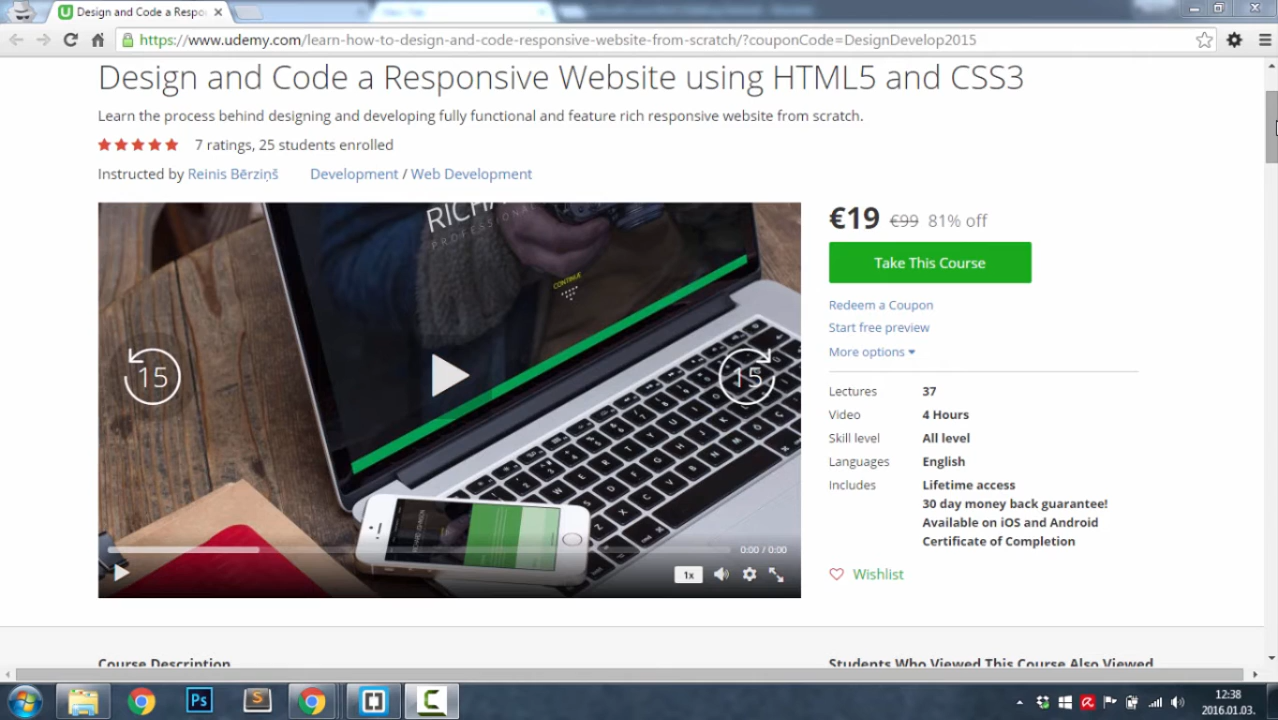 Design and Code a Respo
https://www.udemy.com/learn-how-to-design-and-code-responsive-website-from-scratch/?couponCode=DesignDevelop2015
Design and Code a Responsive Website using HTML5 and CSS3
Learn the process behind designing and developing fully functional and feature rich responsive website from scratch.
7 ratings, 25 students enrolled
Instructed by Reinis Bērziņš Development / Web Development
RICHA
PROFESSIONAL
CONTINUE
15
15
0:00 / 0:00
1x
€19 €99 81% off
Take This Course
Redeem a Coupon
Start free preview
More options
Lectures 37
Video 4 Hours
Skill level All level
Languages English
Includes Lifetime access
30 day money back guarantee!
Available on iOS and Android
Certificate of Completion
Wishlist
Course Description
Students Who Viewed This Course Also Viewed
Ps
S
C
12:38
2016.01.03.